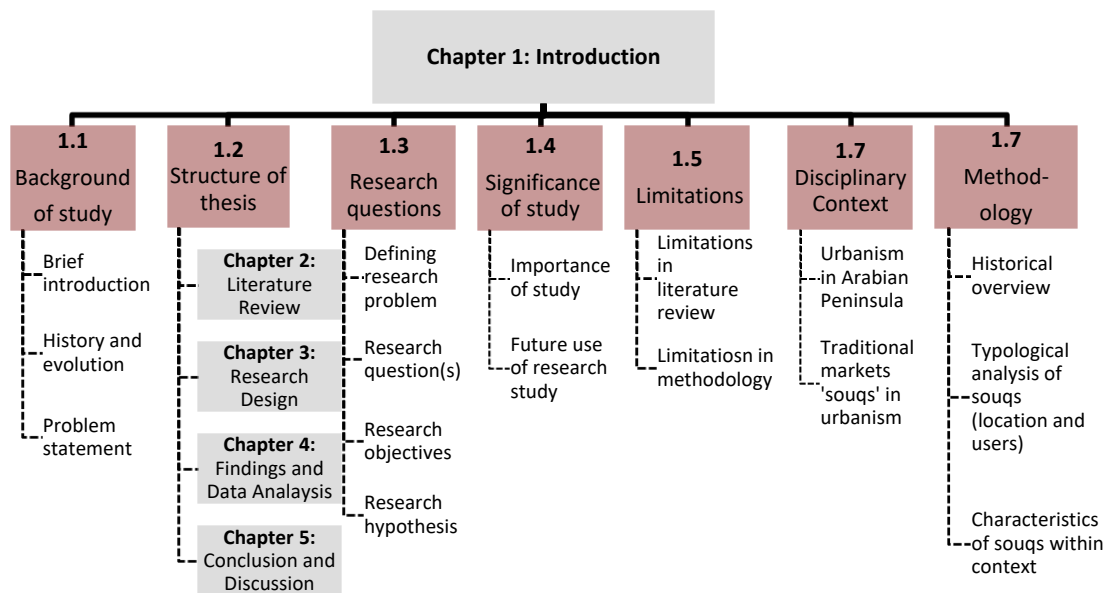 Chapter 1: Introduction
1.1
Background
of study
Brief
introduction
History and
evolution
Problem
statement
1.2
Structure of
thesis
Chapter 2:
Literature
Review
Chapter 3:
Research
Design
Chapter 4:
Findings and
Data Analaysis
Chapter 5:
Conclusion and
Discussion
1.3
Research
questions
Defining
research
problem
Research
question(s)
Research
objectives
Research
hypothesis
1.4
Significance
of study
Importance
of study
Future use
of research
study
1.5
Limitations
Limitations
in
literature
review
Limitatiosn in
methodology
1.7
Disciplinary
Context
Urbanism
in Arabian
Peninsula
Traditional
markets
'souqs' in
urbanism
1.7
Method-
ology
Historical
overview
Typological
analysis of
souqs
(location and
users)
Characteristics
of souqs within
context